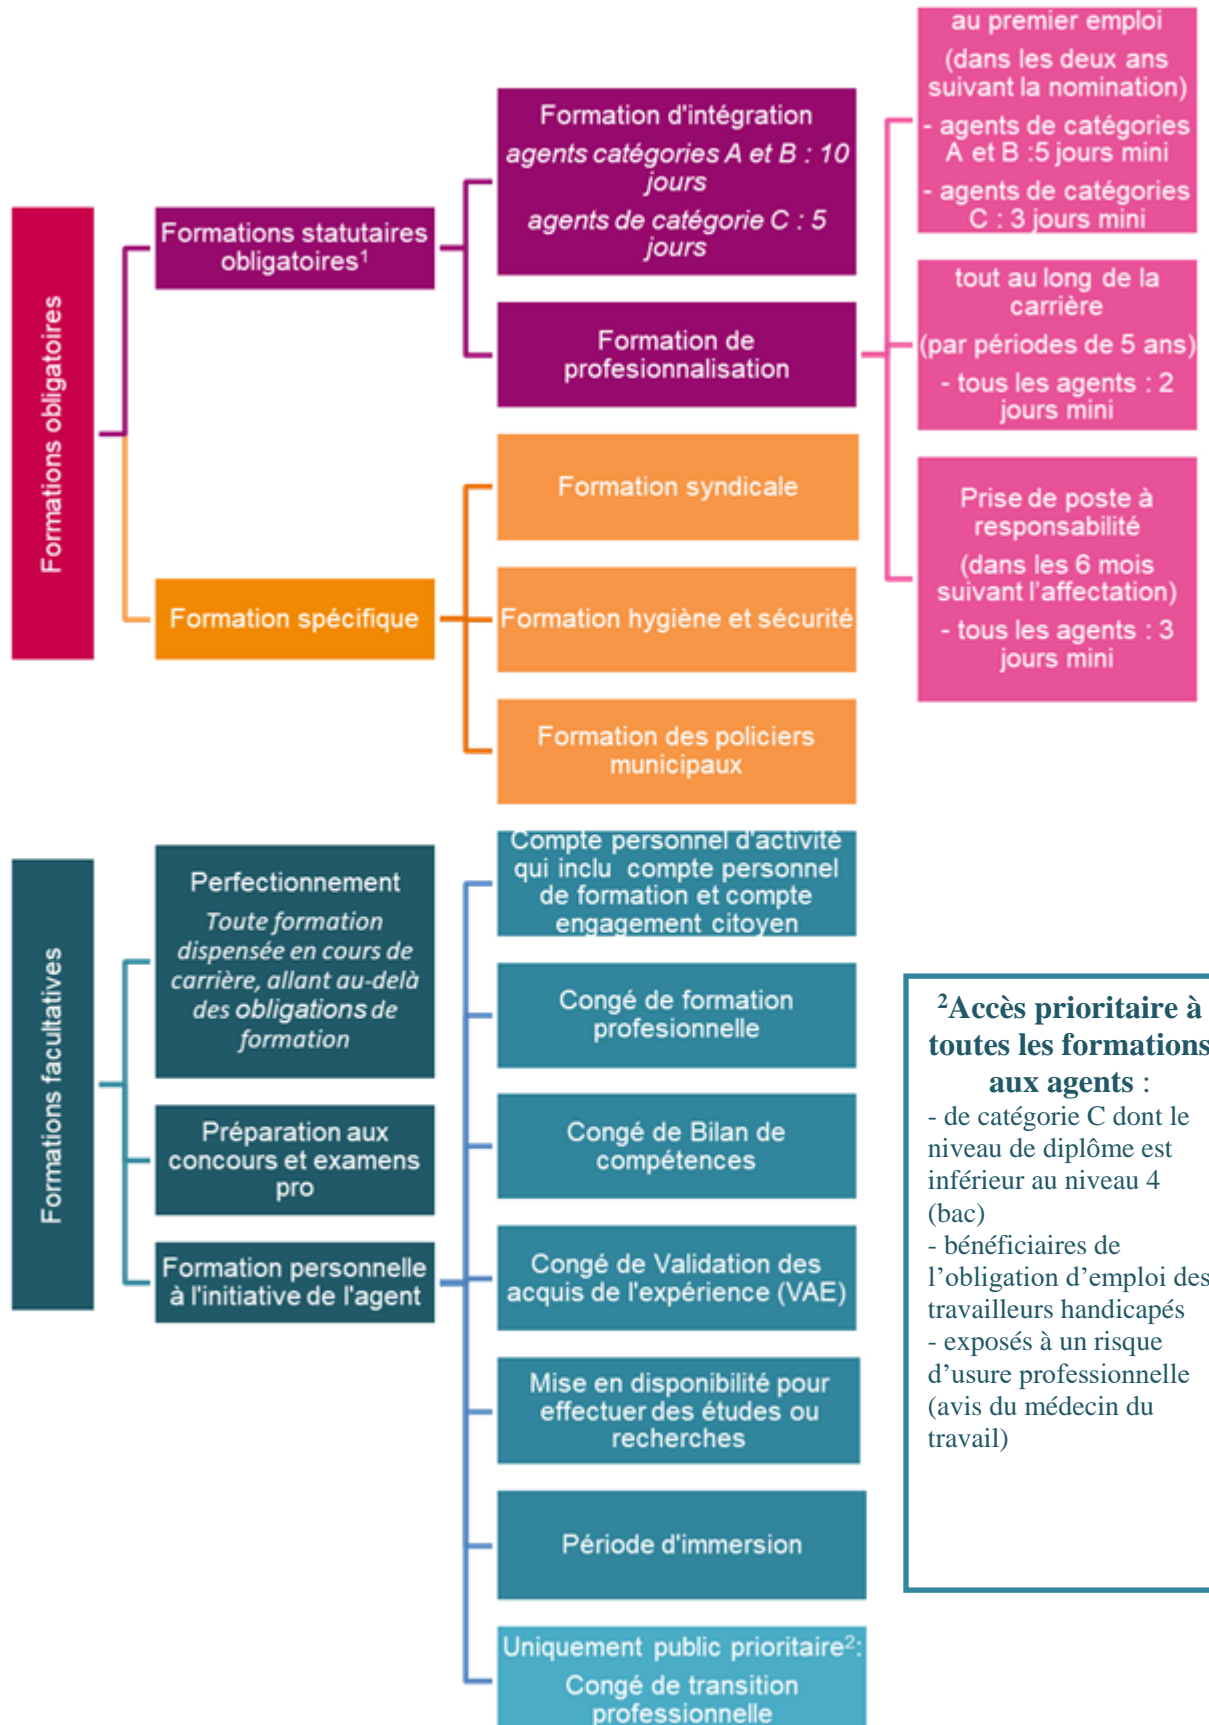 Formations obligatoires
Formations statutaires
obligatoires¹
Formation d'intégration
agents catégories A et B : 10
jours
agents de catégorie C : 5
jours
Formation de
profesionnalisation
au premier emploi
(dans les deux ans
suivant la nomination)
- agents de catégories
A et B :5 jours mini
- agents de catégories
C : 3 jours mini
tout au long de la
carrière
(par périodes de 5 ans)
- tous les agents : 2
jours mini
Prise de poste à
responsabilité
(dans les 6 mois
suivant l'affectation)
- tous les agents : 3
jours mini
Formation spécifique
Formation syndicale
Formation hygiène et sécurité
Formation des policiers
municipaux
Formations facultatives
Perfectionnement
Toute formation
dispensée en cours de
carrière, allant au-delà
des obligations de
formation
Préparation aux
concours et examens
pro
Formation personnelle
à l'initiative de l'agent
Compte personnel d'activité
qui inclu compte personnel
de formation et compte
engagement citoyen
Congé de formation
profesionnelle
Congé de Bilan de
compétences
Congé de Validation des
acquis de l'expérience (VAE)
Mise en disponibilité pour
effectuer des études ou
recherches
Période d'immersion
Uniquement public prioritaire²:
Congé de transition
professionnelle
²Accès prioritaire à
toutes les formations
aux agents :
- de catégorie C dont le
niveau de diplôme est
inférieur au niveau 4
(bac)
- bénéficiaires de
l’obligation d’emploi des
travailleurs handicapés
- exposés à un risque
d’usure professionnelle
(avis du médecin du
travail)